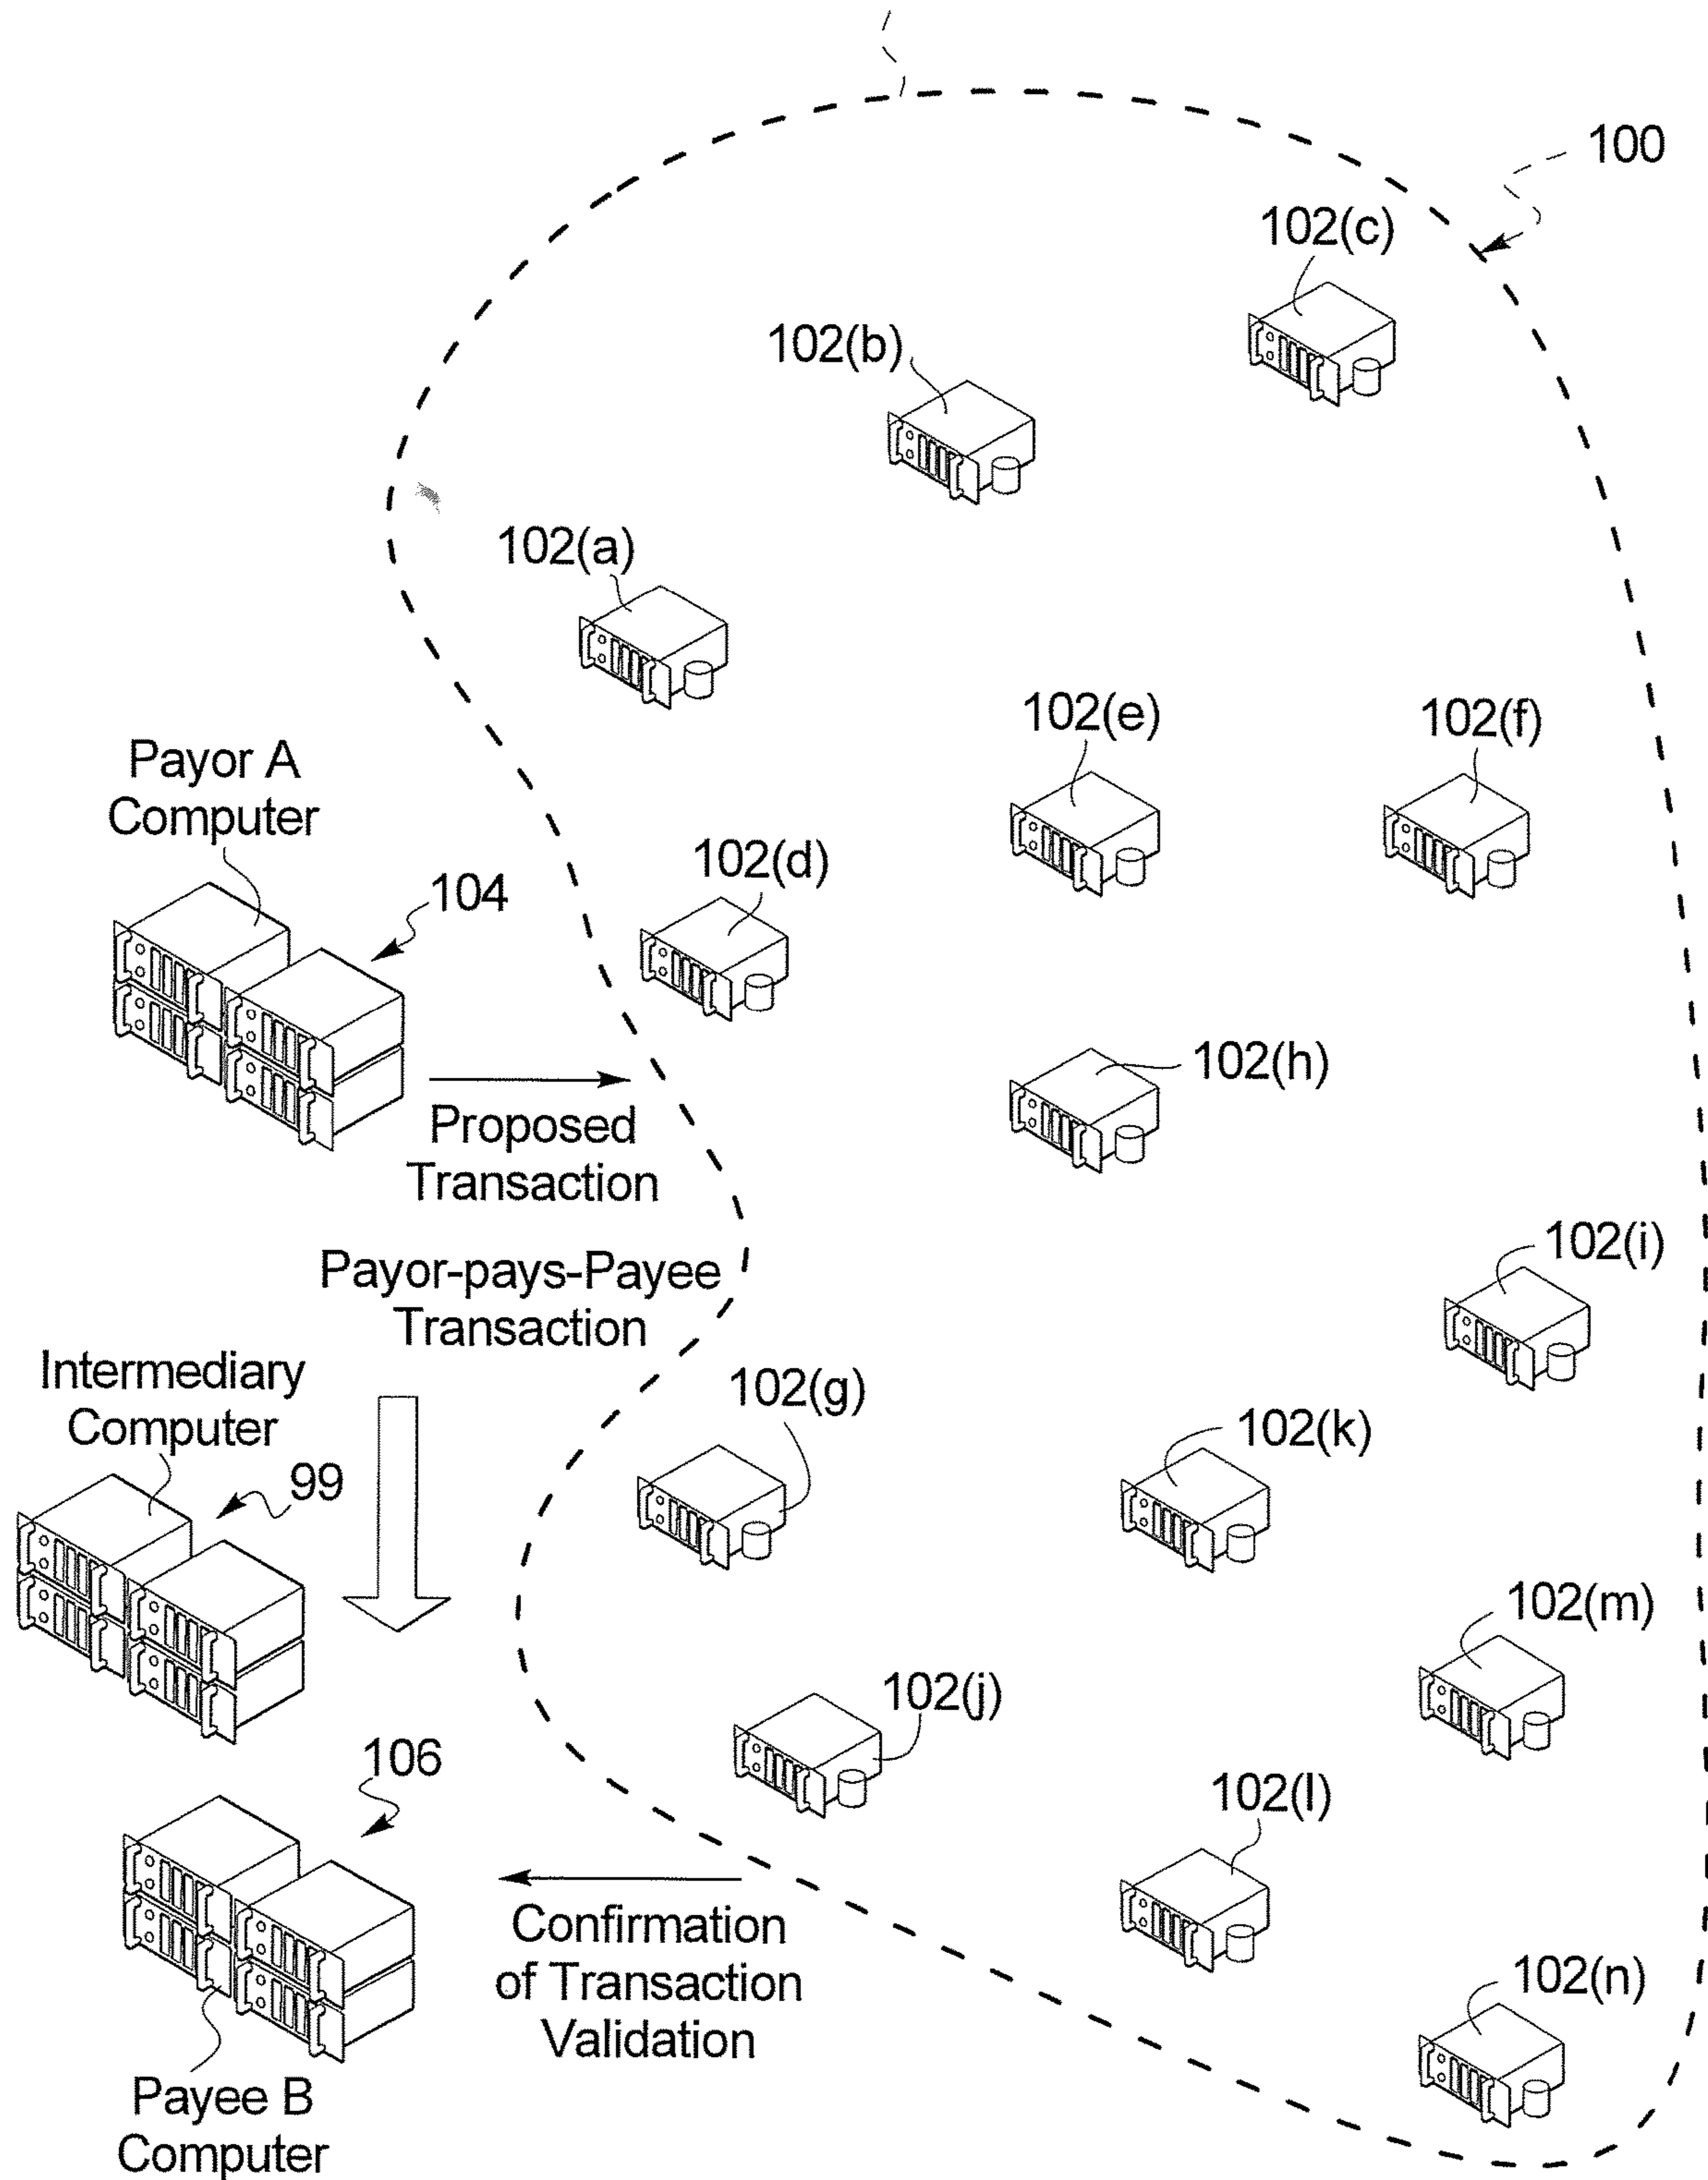 100
102(c)
102(b)
102(a)
102(e)
102(f)
Payor A
Computer
102(d)
104
102(h)
Proposed
Transaction
102(i)
Payor-pays-Payee
Transaction
Intermediary
Computer
102(g)
102(k)
99
102(m)
102(j)
106
102(l)
Confirmation
of Transaction
Validation
102(n)
Payee B
Computer